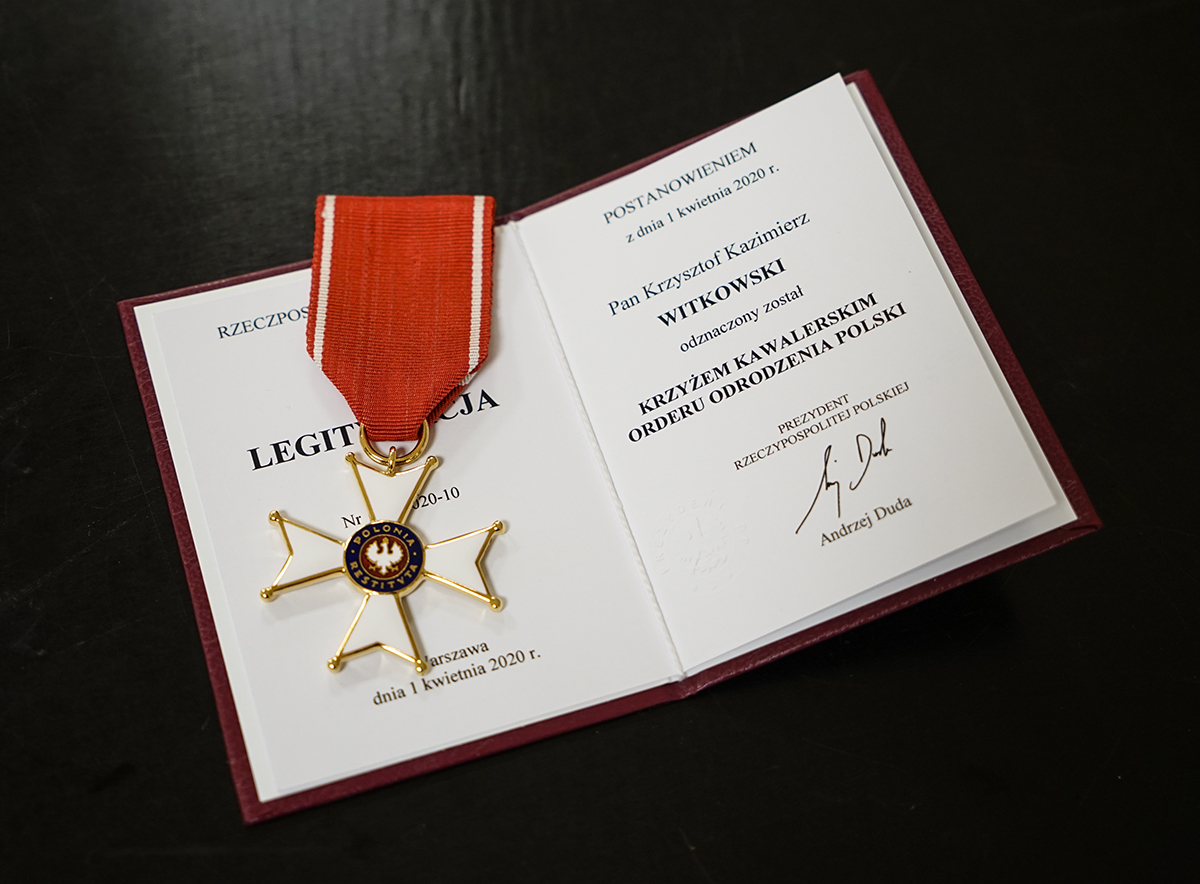 RZECZPOS
LEGIT CJA
Nr 020-10
POLONIA
RESTITVTA
arszawa
dnia 1 kwietnia 2020 r.
POSTANOWIENIEM
z dnia 1 kwietnia 2020 r.
Pan Krzysztof Kazimierz
WITKOWSKI
odznaczony został
KRZYŻEM KAWALERSKIM
ORDERU ODRODZENIA POLSKI
PREZYDENT
RZECZYPOSPOLITEJ POLSKIEJ
Andrzej Duda